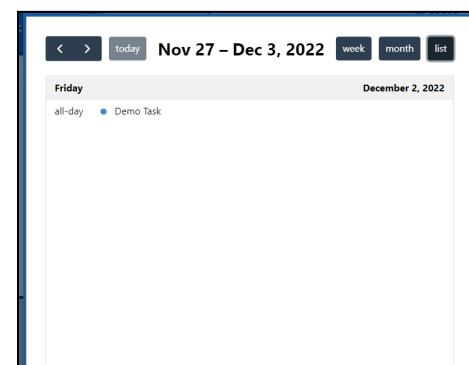 today Nov 27 – Dec 3, 2022 week month list
Friday December 2, 2022
all-day Demo Task